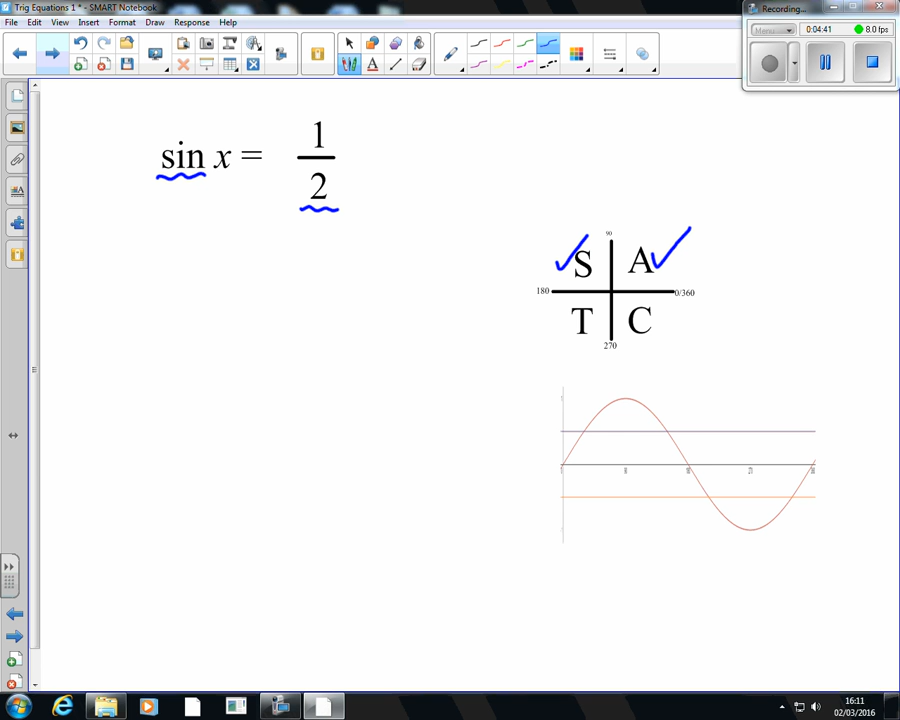 Trig Equations 1 * - SMART Notebook
File Edit View Insert Format Draw Response Help
Recording...
Menu
0:04:41
8.0 fps
sin x = 1
2
90
S A
180 0/360
T C
270
16:11
02/03/2016